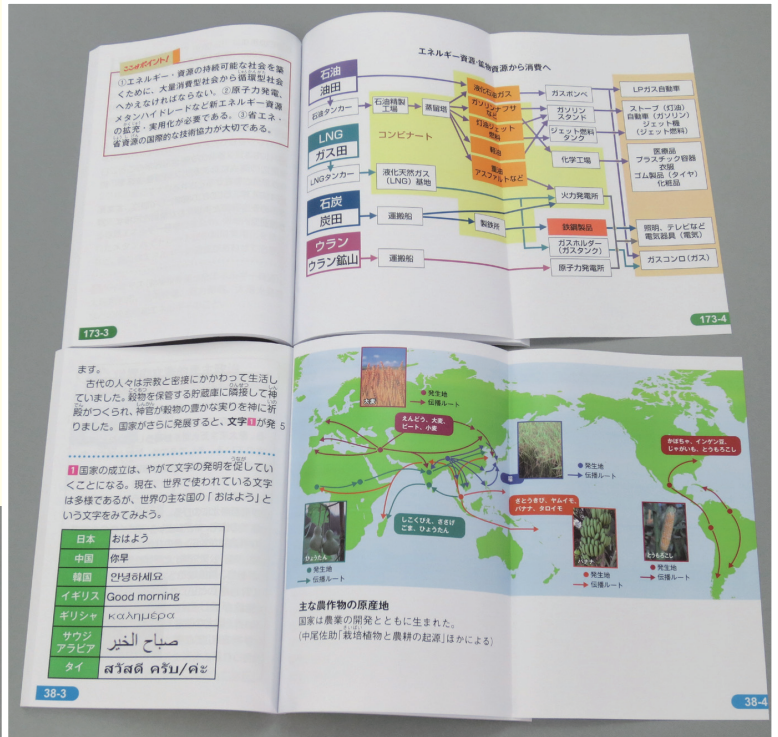 ここがポイント!
①エネルギー・資源の持続可能な社会を築
くために、大量消費型社会から循環型社会
へかえなければならない。②原子力発電、
メタンハイドレードなど新エネルギー資源
の拡充・実用化が必要である。③省エネ・
省資源の国際的な技術協力が大切である。
173-3
エネルギー資源・鉱物資源から消費へ
石油
油田
石油タンカー
石油精製
工場
蒸留塔
液化石油ガス
ガソリンナフサ
など
灯油ジェット
燃料
軽油
重油
アスファルトなど
コンビナート
LNG
ガス田
LNGタンカー
液化天然ガス
(LNG)基地
石炭
炭田
運搬船
製鉄所
ウラン
ウラン鉱山
運搬船
ガスボンベ
ガソリン
スタンド
ジェット燃料
タンク
化学工場
火力発電所
鉄鋼製品
ガスホルダー
(ガスタンク)
原子力発電所
LPガス自動車
ストーブ(灯油)
自動車(ガソリン)
ジェット機
(ジェット燃料)
医療品
プラスチック容器
衣服
ゴム製品(タイヤ)
化粧品
照明、テレビなど
電気器具(電気)
ガスコンロ(ガス)
173-4
ます。
古代の人々は宗教と密接にかかわって生活し
ていました。穀物を保管する貯蔵庫に隣接して神
殿がつくられ、神官が穀物の豊かな実りを神に祈
りました。国家がさらに発展すると、文字1が発 5
1 国家の成立は、やがて文字の発明を促してい
くことになる。現在、世界で使われている文字
は多様であるが、世界の主な国の「おはよう」と
いう文字をみてみよう。
日本 おはよう
中国 你早
韓国 안녕하세요
イギリス Good morning
ギリシャ καλημέρα
サウジ
アラビア صباح الخير
タイ สวัสดี ครับ/ค่ะ
38-3
大麦
発生地
伝播ルート
えんどう、大麦、
ビート、小麦
稲
発生地
伝播ルート
かぼちゃ、インゲン豆、
じゃがいも、とうもろこし
さとうきび、ヤムイモ、
バナナ、タロイモ
しこくびえ、ささげ
ごま、ひょうたん
ひょうたん
発生地
伝播ルート
バナナ
発生地
伝播ルート
とうもろこし
発生地
伝播ルート
主な農作物の原産地
国家は農業の開発とともに生まれた。
(中尾佐助「栽培植物と農耕の起源」ほかによる)
38-4